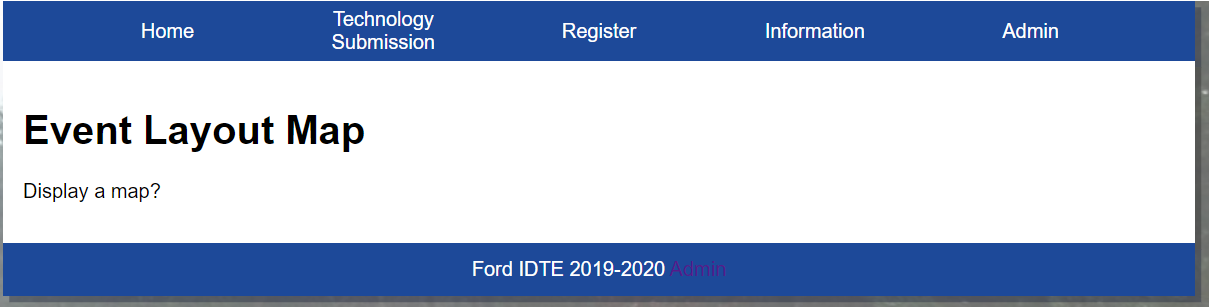 Home
Technology
Submission
Register
Information
Admin
Event Layout Map
Display a map?
Ford IDTE 2019-2020 Admin